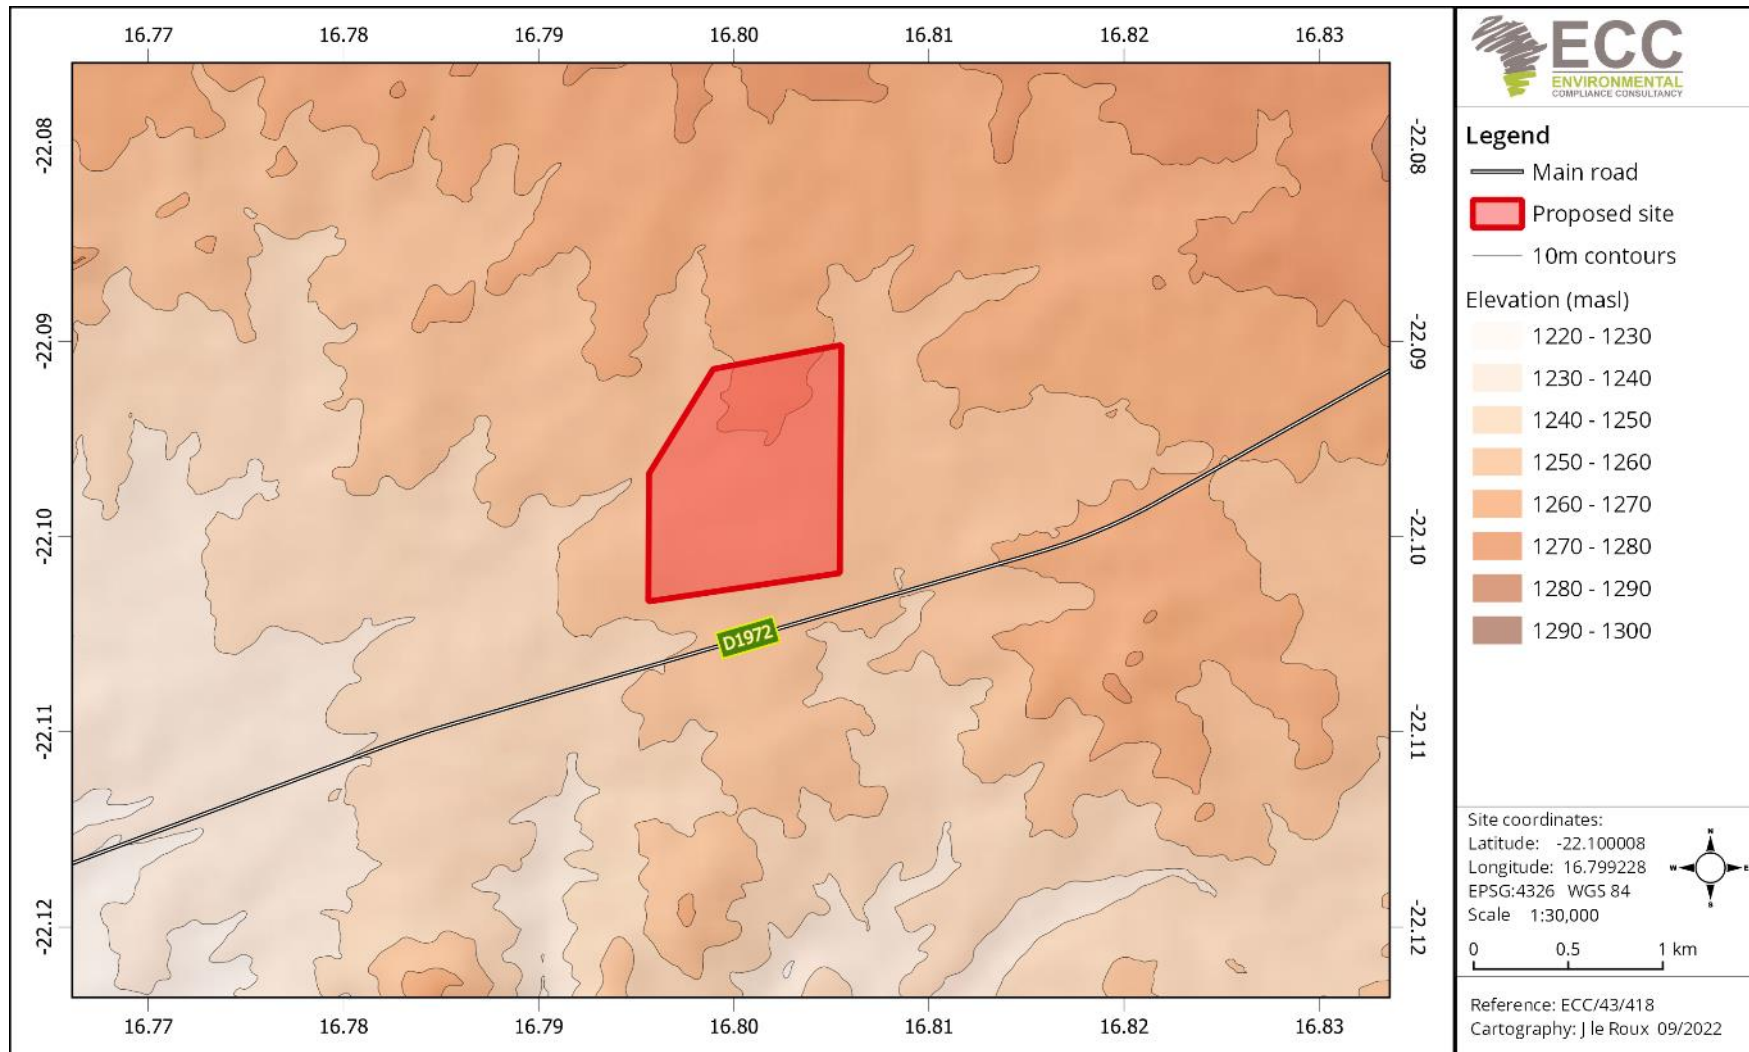 16.77 16.78 16.79 16.80 16.81 16.82 16.83
-22.08
-22.09
-22.10
-22.11
-22.12
D1972
-22.08
-22.09
-22.10
-22.11
-22.12
16.77 16.78 16.79 16.80 16.81 16.82 16.83
ECC
ENVIRONMENTAL
COMPLIANCE CONSULTANCY
Legend
Main road
Proposed site
10m contours
Elevation (masl)
1220 - 1230
1230 - 1240
1240 - 1250
1250 - 1260
1260 - 1270
1270 - 1280
1280 - 1290
1290 - 1300
Site coordinates:
Latitude: -22.100008
Longitude: 16.799228
EPSG:4326 WGS 84
Scale 1:30,000
N
W E
S
0 0.5 1 km
Reference: ECC/43/418
Cartography: J le Roux 09/2022